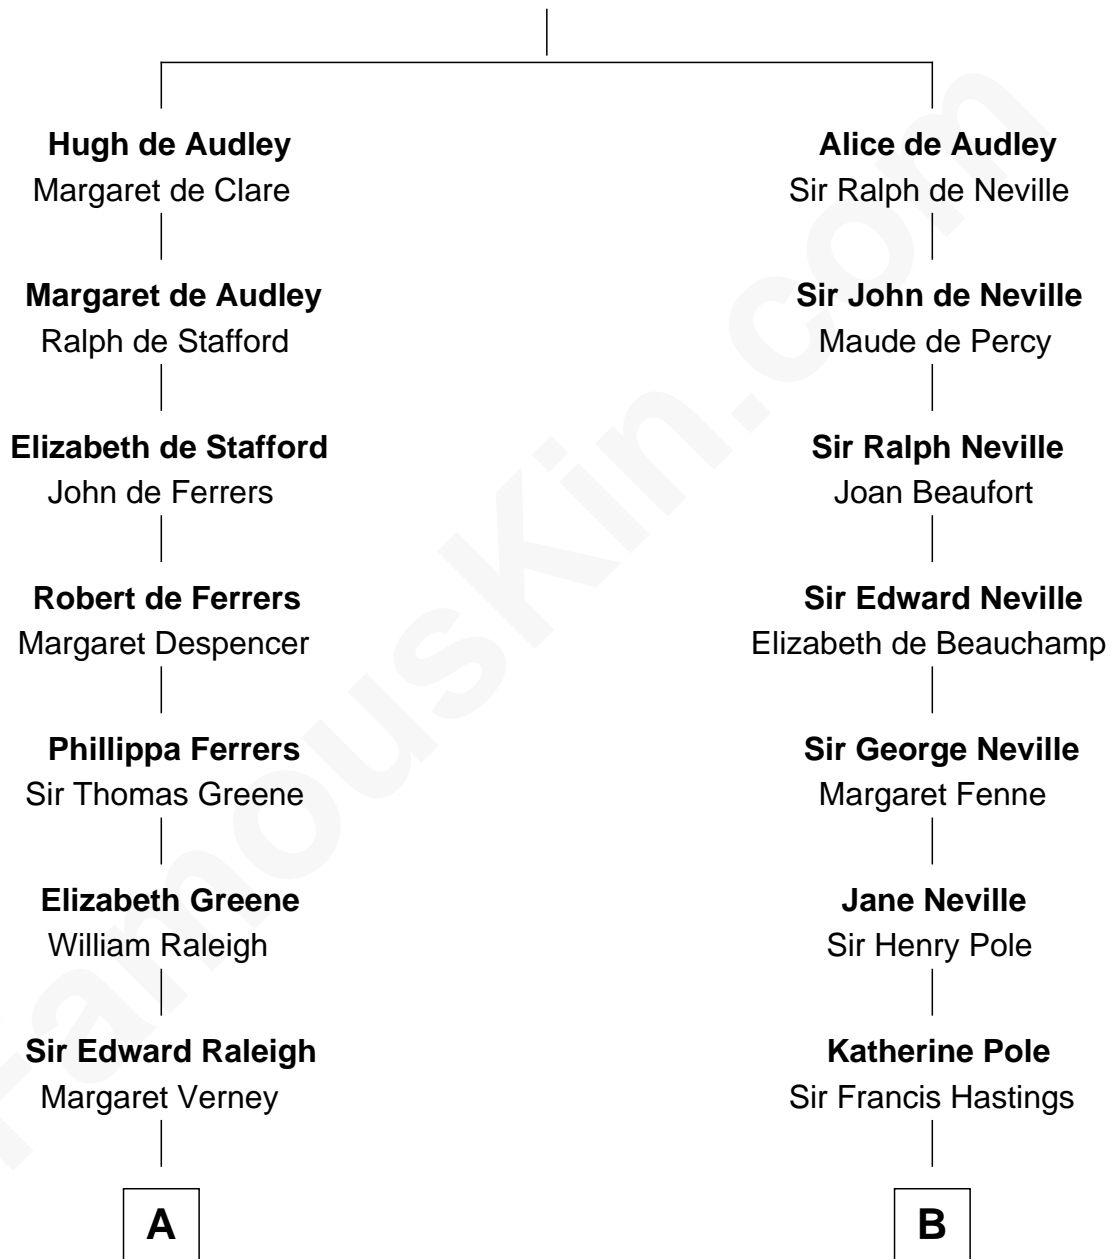 Hugh de Audley
Margaret de Clare
Margaret de Audley
Ralph de Stafford
Elizabeth de Stafford
John de Ferrers
Robert de Ferrers
Margaret Despencer
Phillippa Ferrers
Sir Thomas Greene
Elizabeth Greene
William Raleigh
Sir Edward Raleigh
Margaret Verney
A
Alice de Audley
Sir Ralph de Neville
Sir John de Neville
Maude de Percy
Sir Ralph Neville
Joan Beaufort
Sir Edward Neville
Elizabeth de Beauchamp
Sir George Neville
Margaret Fenne
Jane Neville
Sir Henry Pole
Katherine Pole
Sir Francis Hastings
B
FamousKin.com